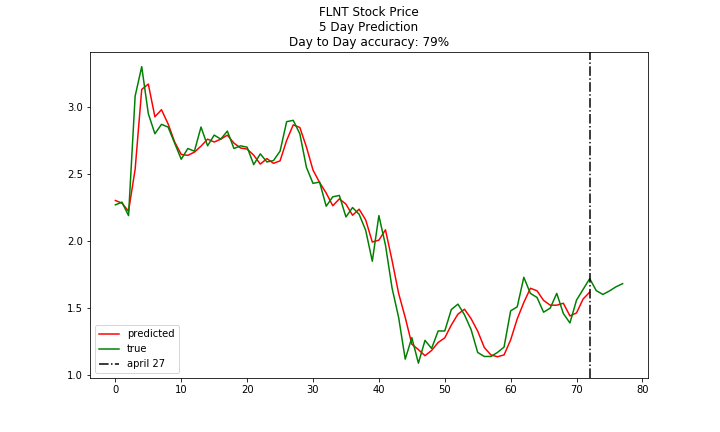 FLNT Stock Price
5 Day Prediction
Day to Day accuracy: 79%
3.0
2.5
2.0
1.5
1.0
predicted
true
april 27
0 10 20 30 40 50 60 70 80